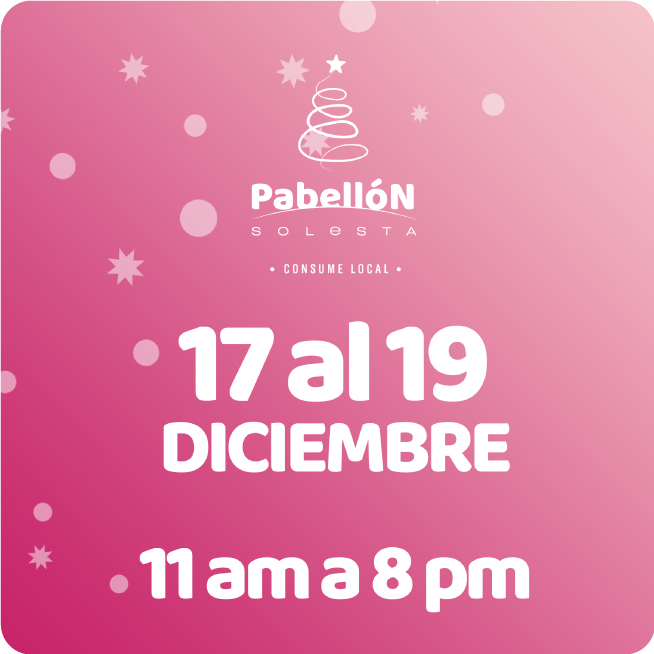 PabellóN
SOLeSTA
• CONSUME LOCAL •
17 al 19
DICIEMBRE
11 am a 8 pm